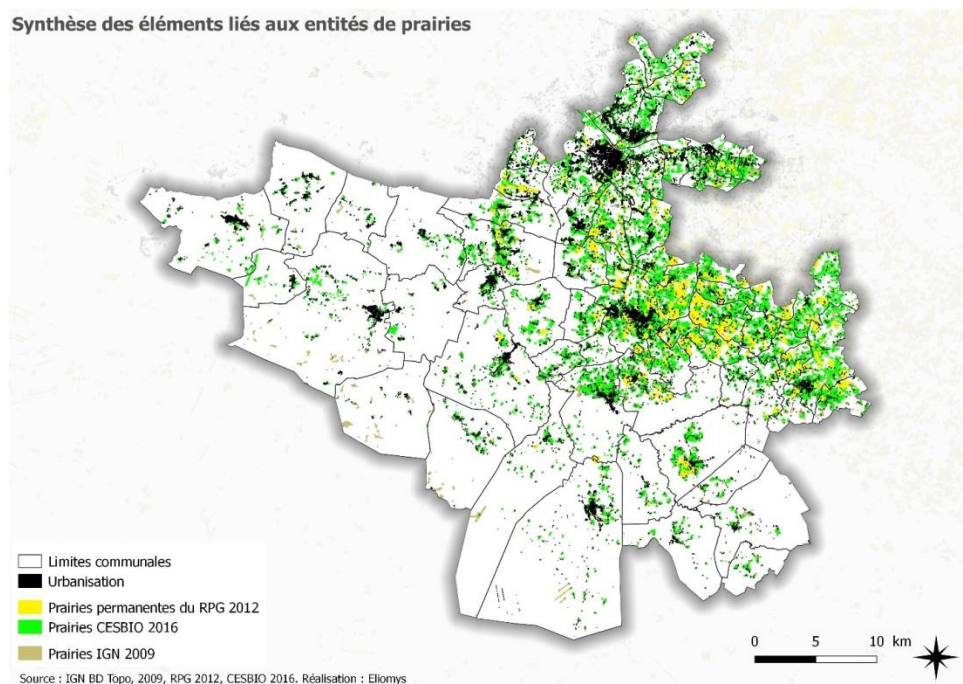 Synthèse des éléments liés aux entités de prairies
Limites communales
Urbanisation
Prairies permanentes du RPG 2012
Prairies CESBIO 2016
Prairies IGN 2009
0 5 10 km
Source : IGN BD Topo, 2009, RPG 2012, CESBIO 2016. Réalisation : Eliomys